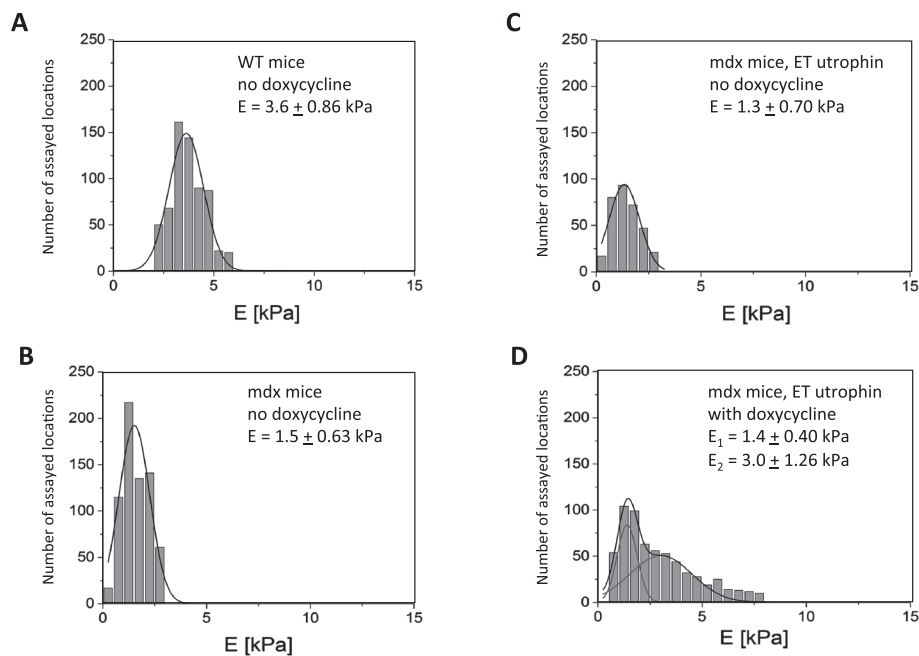 A
250
200
150
100
50
0
Number of assayed locations
WT mice
no doxycycline
E = 3.6 ± 0.86 kPa
0 5 10 15
E [kPa]
B
250
200
150
100
50
0
Number of assayed locations
mdx mice
no doxycycline
E = 1.5 ± 0.63 kPa
0 5 10 15
E [kPa]
C
250
200
150
100
50
0
Number of assayed locations
mdx mice, ET utrophin
no doxycycline
E = 1.3 ± 0.70 kPa
0 5 10 15
E [kPa]
D
250
200
150
100
50
0
Number of assayed locations
mdx mice, ET utrophin
with doxycycline
E₁ = 1.4 ± 0.40 kPa
E₂ = 3.0 ± 1.26 kPa
0 5 10 15
E [kPa]